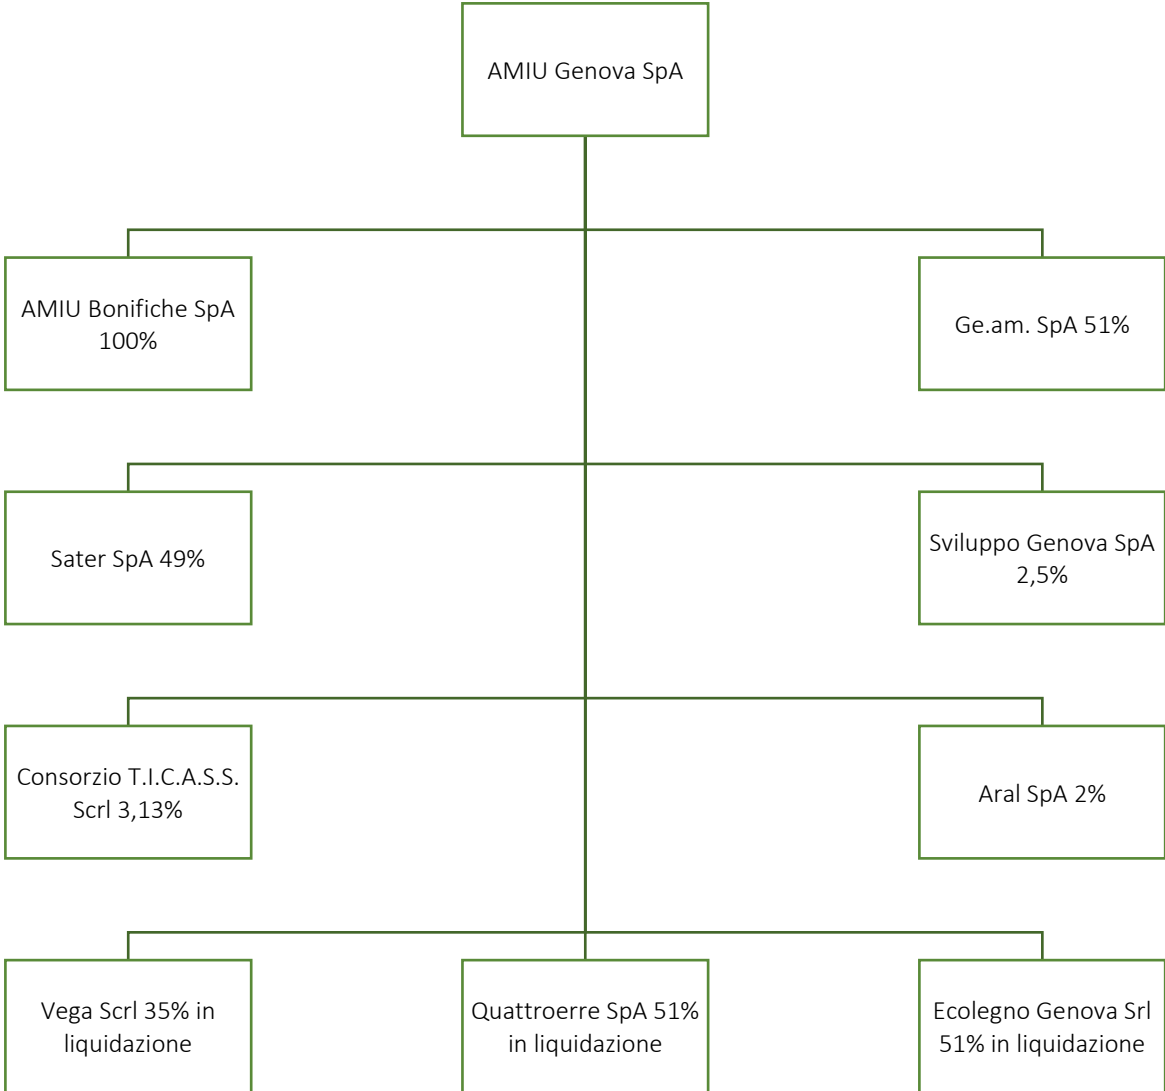 AMIU Genova SpA
AMIU Bonifiche SpA
100%
Ge.am. SpA 51%
Sater SpA 49%
Sviluppo Genova SpA
2,5%
Consorzio T.I.C.A.S.S.
Scrl 3,13%
Aral SpA 2%
Vega Scrl 35% in
liquidazione
Quattroerre SpA 51%
in liquidazione
Ecolegno Genova Srl
51% in liquidazione